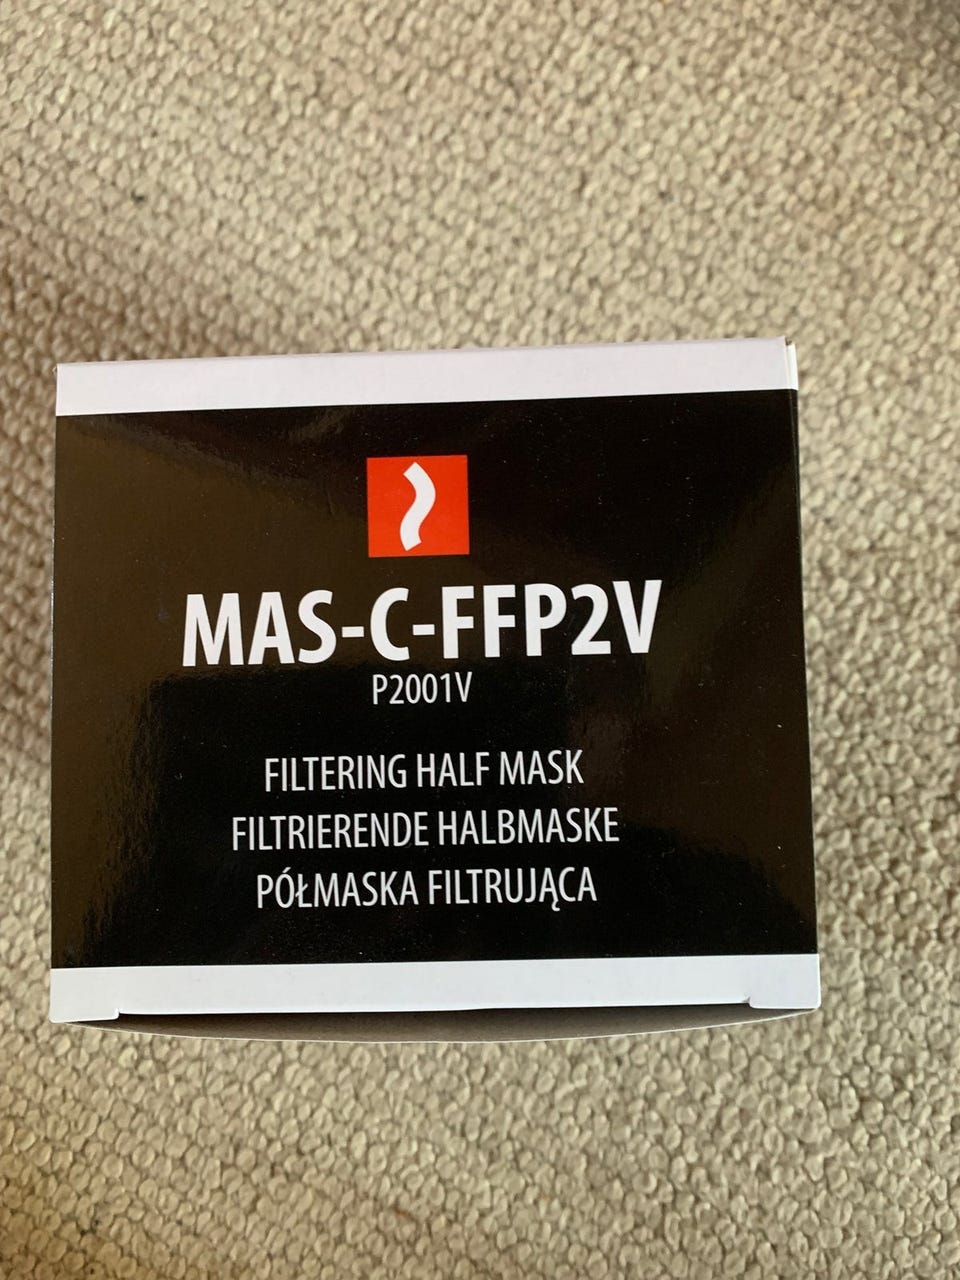 MAS-C-FFP2V
P2001V
FILTERING HALF MASK
FILTRIERENDE HALBMASKE
PÓŁMASKA FILTRUJĄCA